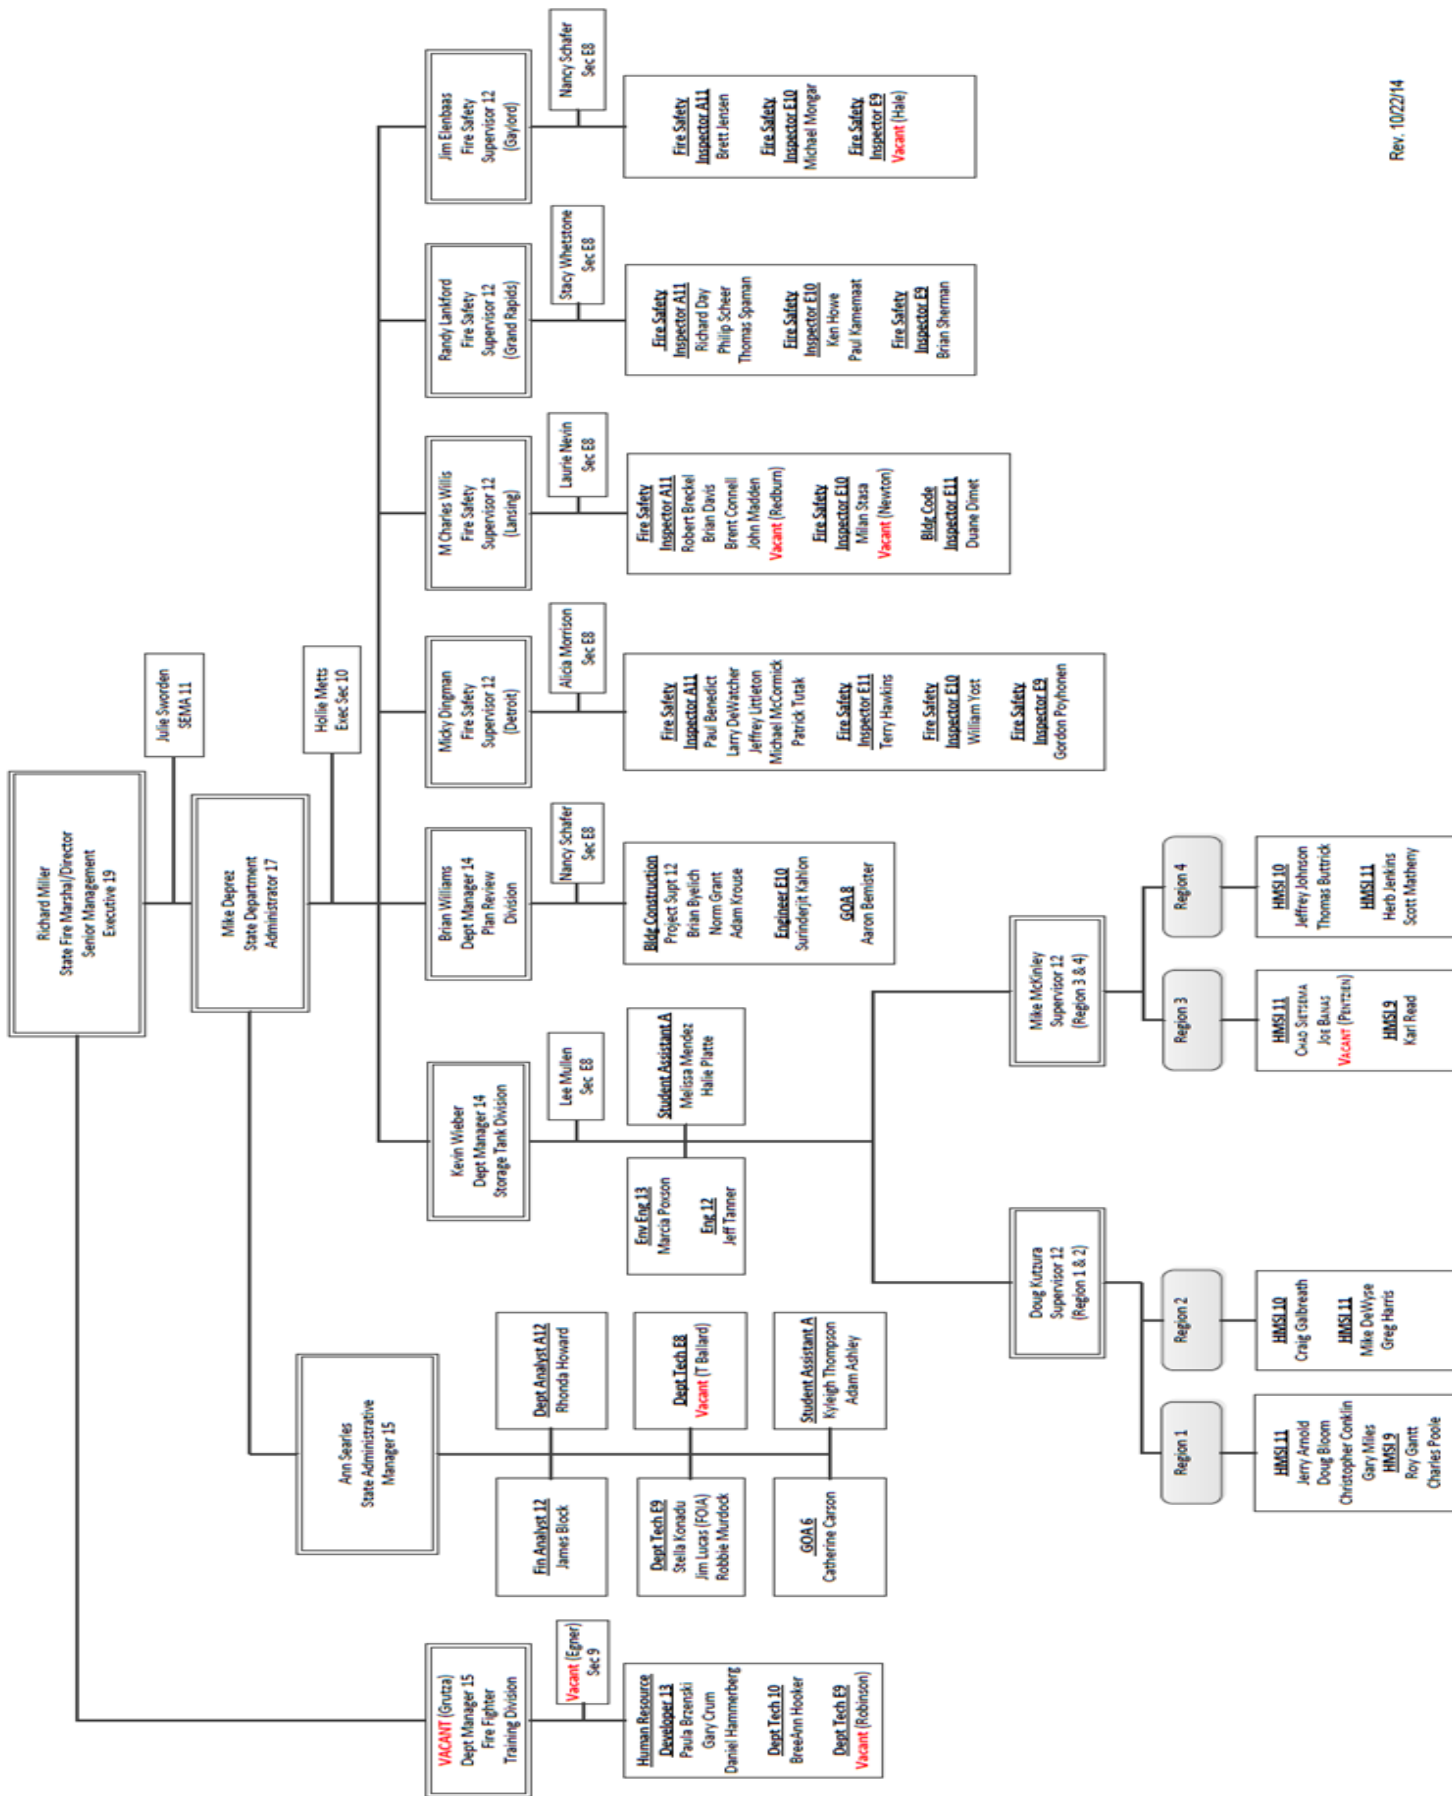 Richard Miller
State Fire Marshal/Director
Senior Management
Executive 19
Julie Sworden
SEMA 11
Mike Deprez
State Department
Administrator 17
Hollie Metts
Exec Sec 10
VACANT (Grutza)
Dept Manager 15
Fire Fighter
Training Division
Vacant (Egner)
Sec 9
Human Resource
Developer 13
Paula Brzenski
Gary Crum
Daniel Hammerberg
Dept Tech 10
BreeAnn Hooker
Dept Tech E9
Vacant (Robinson)
Ann Searles
State Administrative
Manager 15
Fin Analyst 12
James Block
Dept Analyst A12
Rhonda Howard
Dept Tech E9
Stella Konadu
Jim Lucas (FOIA)
Robbie Murdock
Dept Tech E8
Vacant (T Ballard)
GOA 6
Catherine Carson
Student Assistant A
Kyleigh Thompson
Adam Ashley
Kevin Wieber
Dept Manager 14
Storage Tank Division
Lee Mullen
Sec E8
Env Eng 13
Marcia Poxson
Eng 12
Jeff Tanner
Student Assistant A
Melissa Mendez
Halie Platte
Brian Williams
Dept Manager 14
Plan Review
Division
Nancy Schafer
Sec E8
Bldg Construction
Project Supt 12
Brian Byelich
Norm Grant
Adam Krouse
Engineer E10
Surinderjit Kahlon
GOA 8
Aaron Bemister
Micky Dingman
Fire Safety
Supervisor 12
(Detroit)
Alicia Morrison
Sec E8
Fire Safety
Inspector A11
Paul Benedict
Larry DeWatcher
Jeffrey Littleton
Michael McCormick
Patrick Tutak
Fire Safety
Inspector E11
Terry Hawkins
Fire Safety
Inspector E10
William Yost
Fire Safety
Inspector E9
Gordon Poyhonen
M Charles Willis
Fire Safety
Supervisor 12
(Lansing)
Laurie Nevin
Sec E8
Fire Safety
Inspector A11
Robert Breckel
Brian Davis
Brent Connell
John Madden
Vacant (Redburn)
Fire Safety
Inspector E10
Milan Stasa
Vacant (Newton)
Bldg Code
Inspector E11
Duane Dimet
Randy Lankford
Fire Safety
Supervisor 12
(Grand Rapids)
Stacy Whetstone
Sec E8
Fire Safety
Inspector A11
Richard Day
Philip Scheer
Thomas Spaman
Fire Safety
Inspector E10
Ken Howe
Paul Kamemaat
Fire Safety
Inspector E9
Brian Sherman
Jim Elenbaas
Fire Safety
Supervisor 12
(Gaylord)
Nancy Schafer
Sec E8
Fire Safety
Inspector A11
Brett Jensen
Fire Safety
Inspector E10
Michael Mongar
Fire Safety
Inspector E9
Vacant (Hale)
Doug Kutzura
Supervisor 12
(Region 1 & 2)
Region 1
HMSI 11
Jerry Arnold
Doug Bloom
Christopher Conklin
Gary Miles
HMSI 9
Roy Gantt
Charles Poole
Region 2
HMSI 10
Craig Galbreath
HMSI 11
Mike DeWyse
Greg Harris
Mike McKinley
Supervisor 12
(Region 3 & 4)
Region 3
HMSI 11
CHAD SIETSEMA
JOE BANAS
VACANT (PENTZIEN)
HMSI 9
Karl Read
Region 4
HMSI 10
Jeffrey Johnson
Thomas Buttrick
HMSI 11
Herb Jenkins
Scott Matheny
Rev. 10/22/14